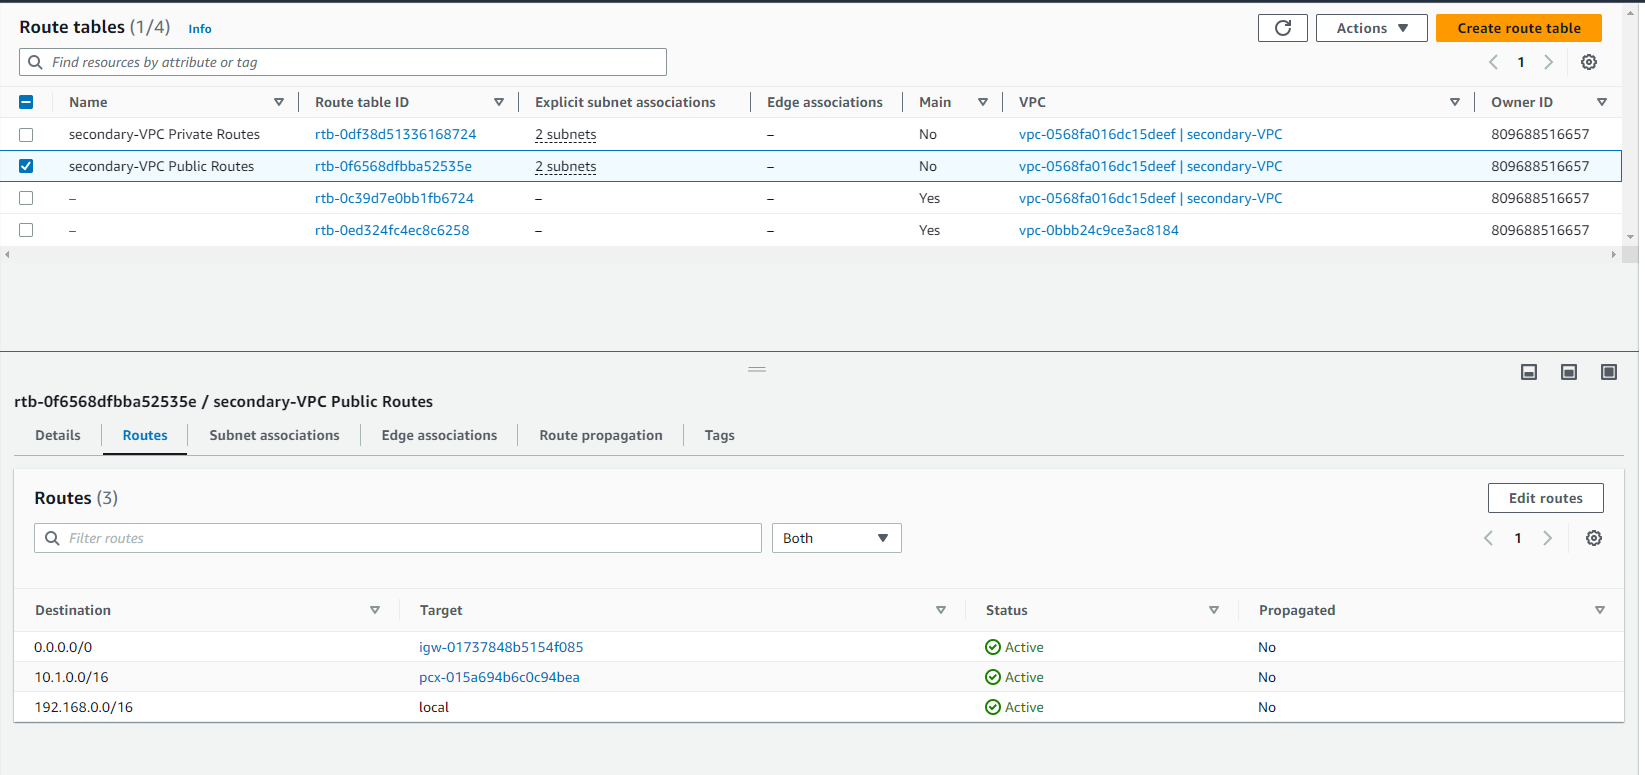 Route tables (1/4) Info
Actions
Create route table
Find resources by attribute or tag
1
Name Route table ID Explicit subnet associations Edge associations Main VPC Owner ID
secondary-VPC Private Routes rtb-0df38d51336168724 2 subnets – No vpc-0568fa016dc15deef | secondary-VPC 809688516657
secondary-VPC Public Routes rtb-0f6568dfbba52535e 2 subnets – No vpc-0568fa016dc15deef | secondary-VPC 809688516657
– rtb-0c39d7e0bb1fb6724 – – Yes vpc-0568fa016dc15deef | secondary-VPC 809688516657
– rtb-0ed324fc4ec8c6258 – – Yes vpc-0bbb24c9ce3ac8184 809688516657
rtb-0f6568dfbba52535e / secondary-VPC Public Routes
Details Routes Subnet associations Edge associations Route propagation Tags
Routes (3)
Edit routes
Filter routes
Both
1
Destination Target Status Propagated
0.0.0.0/0 igw-01737848b5154f085 Active No
10.1.0.0/16 pcx-015a694b6c0c94bea Active No
192.168.0.0/16 local Active No